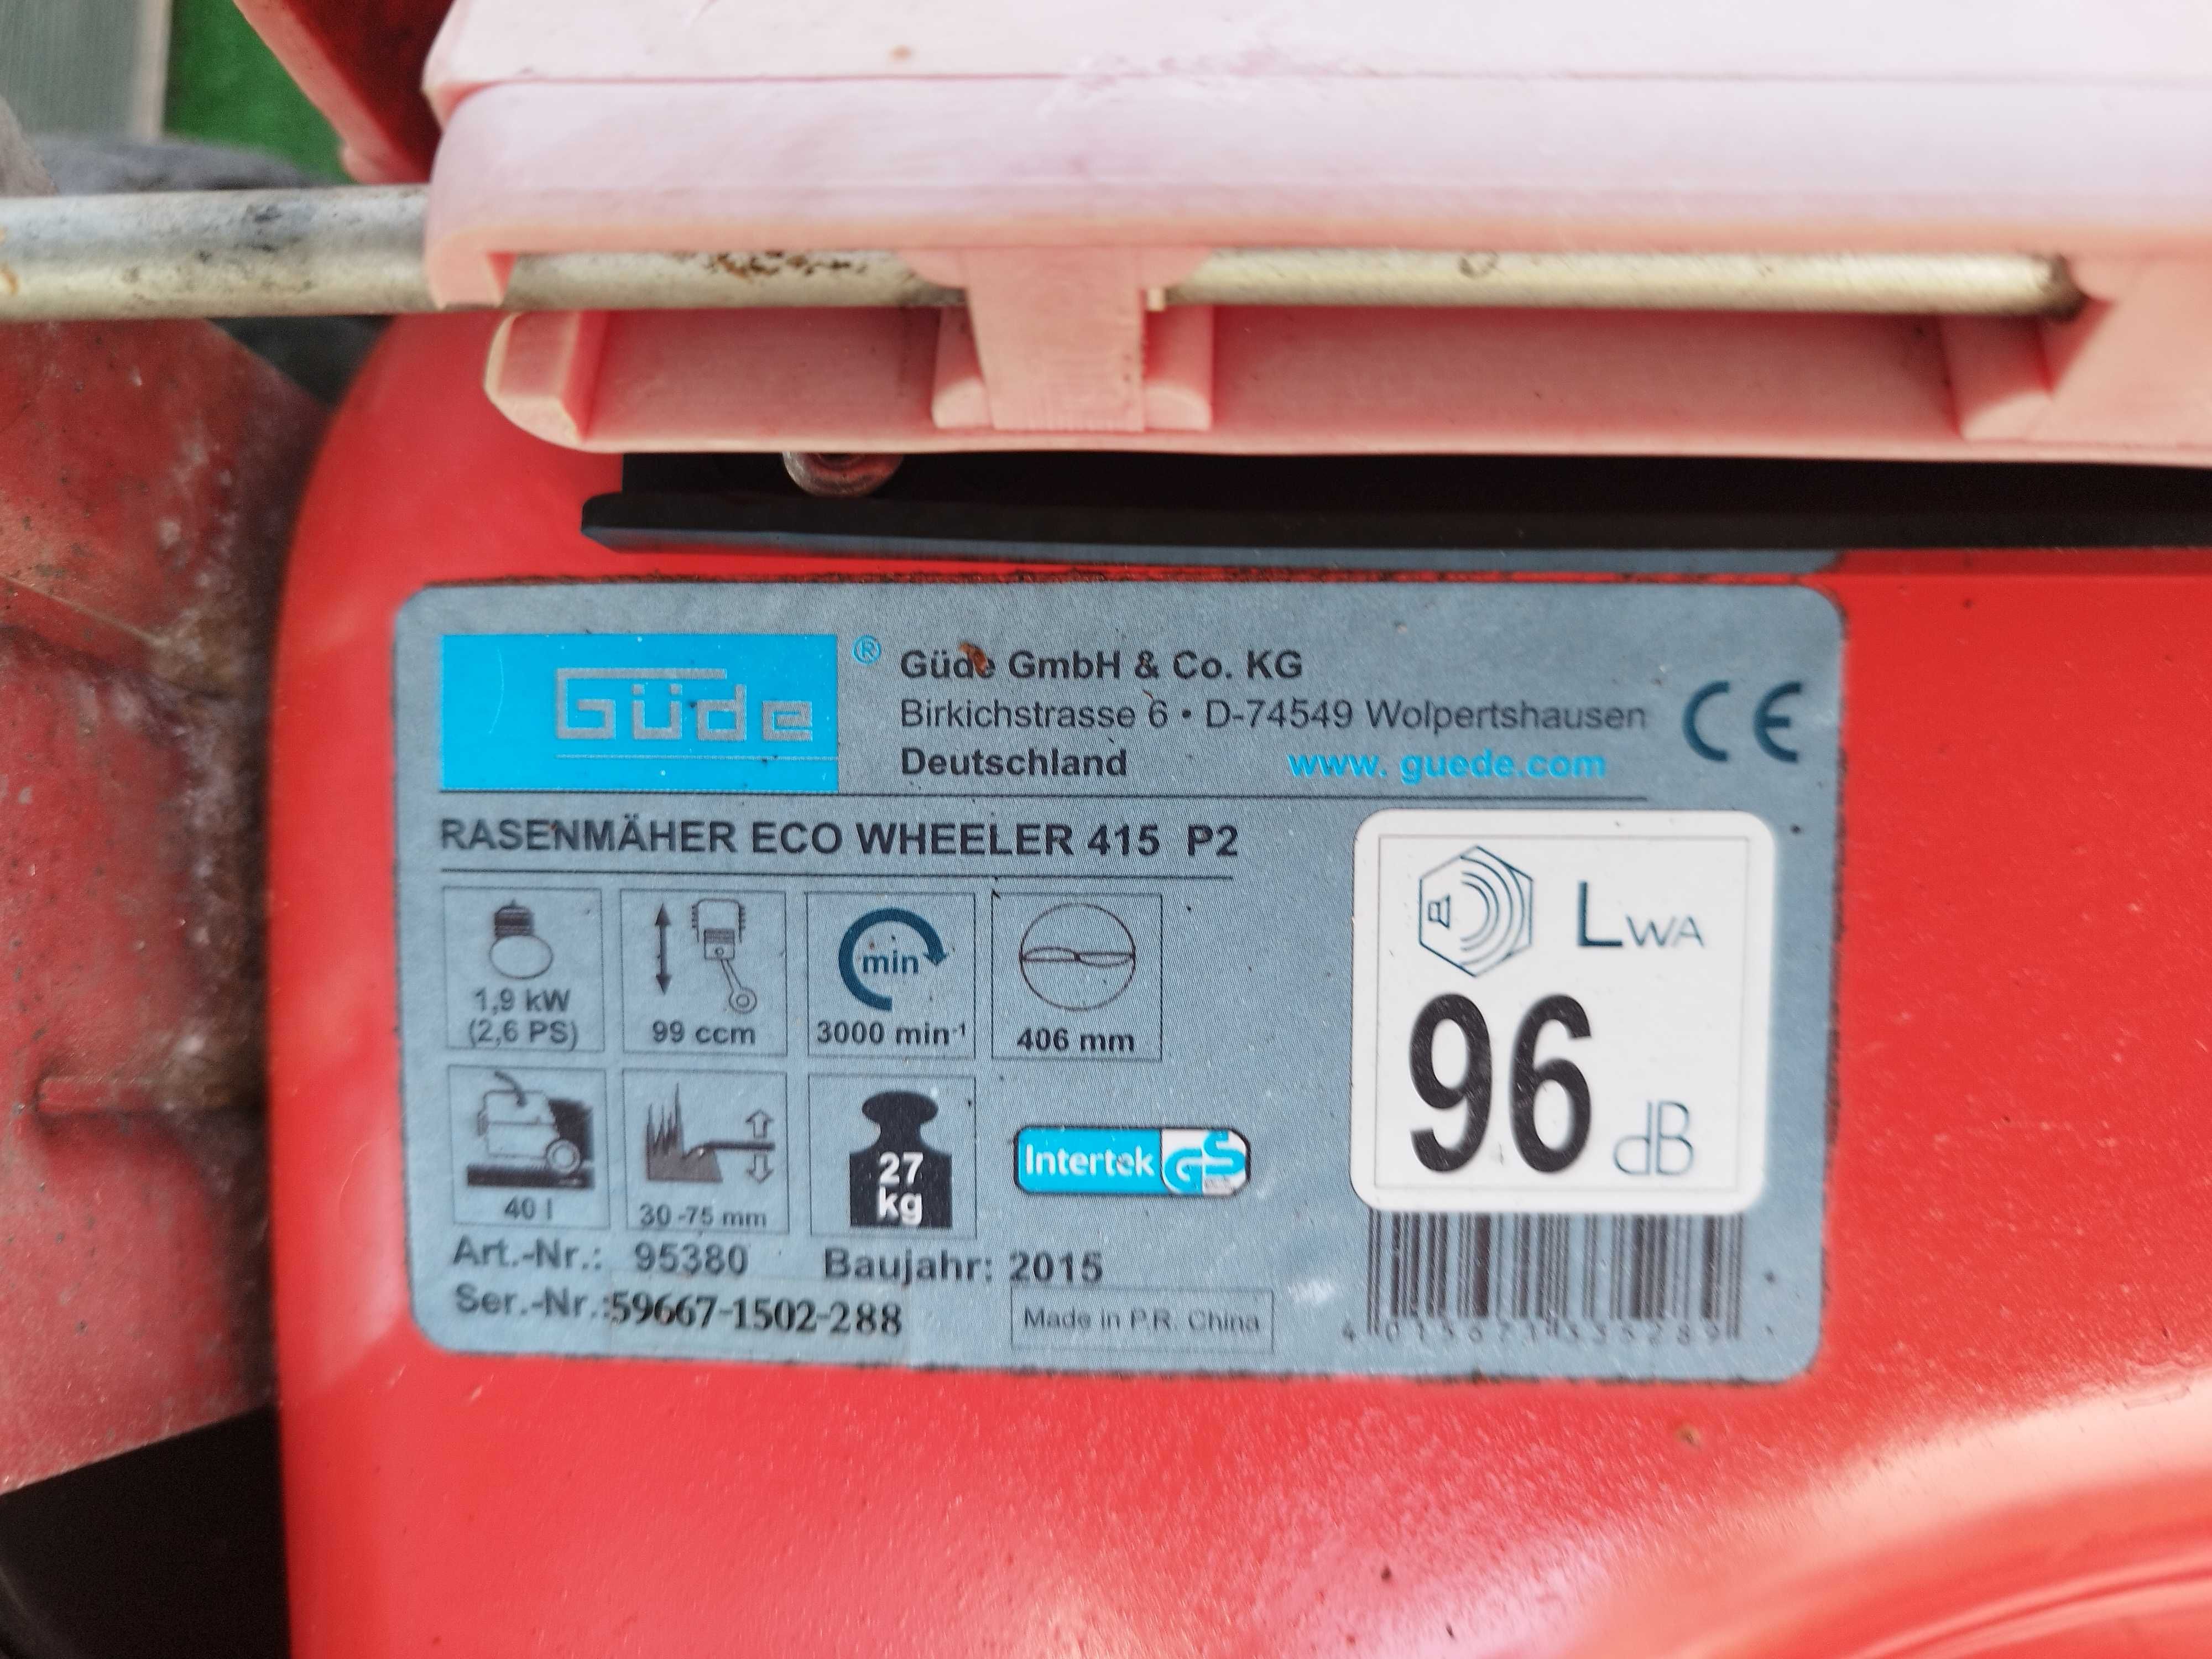 Güde ®
Güde GmbH & Co. KG
Birkichstrasse 6 • D-74549 Wolpertshausen
Deutschland www. guede.com
CE
RASENMÄHER ECO WHEELER 415 P2
1,9 kW
(2,6 PS)
99 ccm
min
3000 min-1
406 mm
40 l
30 -75 mm
27
kg
Intertek GS
LWA
96 dB
Art.-Nr.: 95380 Baujahr: 2015
Ser.-Nr.:59667-1502-288
Made in P.R. China